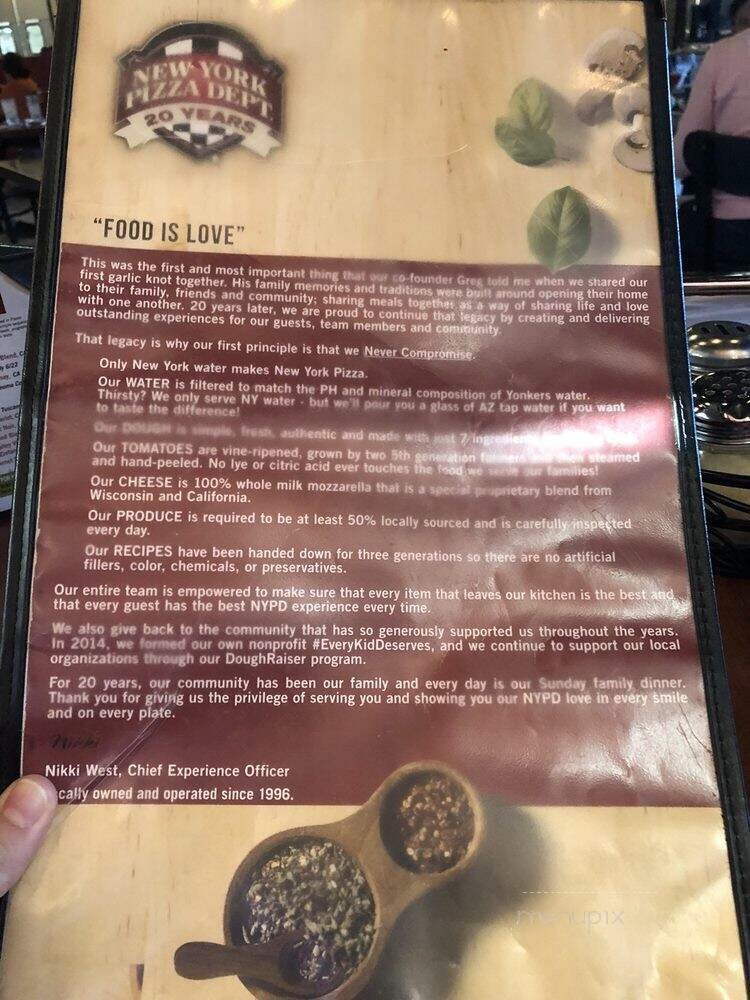 NEW YORK
PIZZA DEPT
20 YEARS
“FOOD IS LOVE”
This was the first and most important thing that our co-founder Greg told me when we shared our
first garlic knot together. His family memories and traditions were built around opening their home
to their family, friends and community; sharing meals together as a way of sharing life and love
with one another. 20 years later, we are proud to continue that legacy by creating and delivering
outstanding experiences for our guests, team members and community.
That legacy is why our first principle is that we Never Compromise.
Only New York water makes New York Pizza.
Our WATER is filtered to match the PH and mineral composition of Yonkers water.
Thirsty? We only serve NY water - but we'll pour you a glass of AZ tap water if you want
to taste the difference!
Our DOUGH is simple, fresh, authentic and made with just 7 ingredients
Our TOMATOES are vine-ripened, grown by two 5th generation farmers and then steamed
and hand-peeled. No lye or citric acid ever touches the food we serve our families!
Our CHEESE is 100% whole milk mozzarella that is a special proprietary blend from
Wisconsin and California.
Our PRODUCE is required to be at least 50% locally sourced and is carefully inspected
every day.
Our RECIPES have been handed down for three generations so there are no artificial
fillers, color, chemicals, or preservatives.
Our entire team is empowered to make sure that every item that leaves our kitchen is the best and
that every guest has the best NYPD experience every time.
We also give back to the community that has so generously supported us throughout the years.
In 2014, we formed our own nonprofit #EveryKidDeserves, and we continue to support our local
organizations through our DoughRaiser program.
For 20 years, our community has been our family and every day is our Sunday family dinner.
Thank you for giving us the privilege of serving you and showing you our NYPD love in every smile
and on every plate.
Nikki
Nikki West, Chief Experience Officer
cally owned and operated since 1996.
menupix